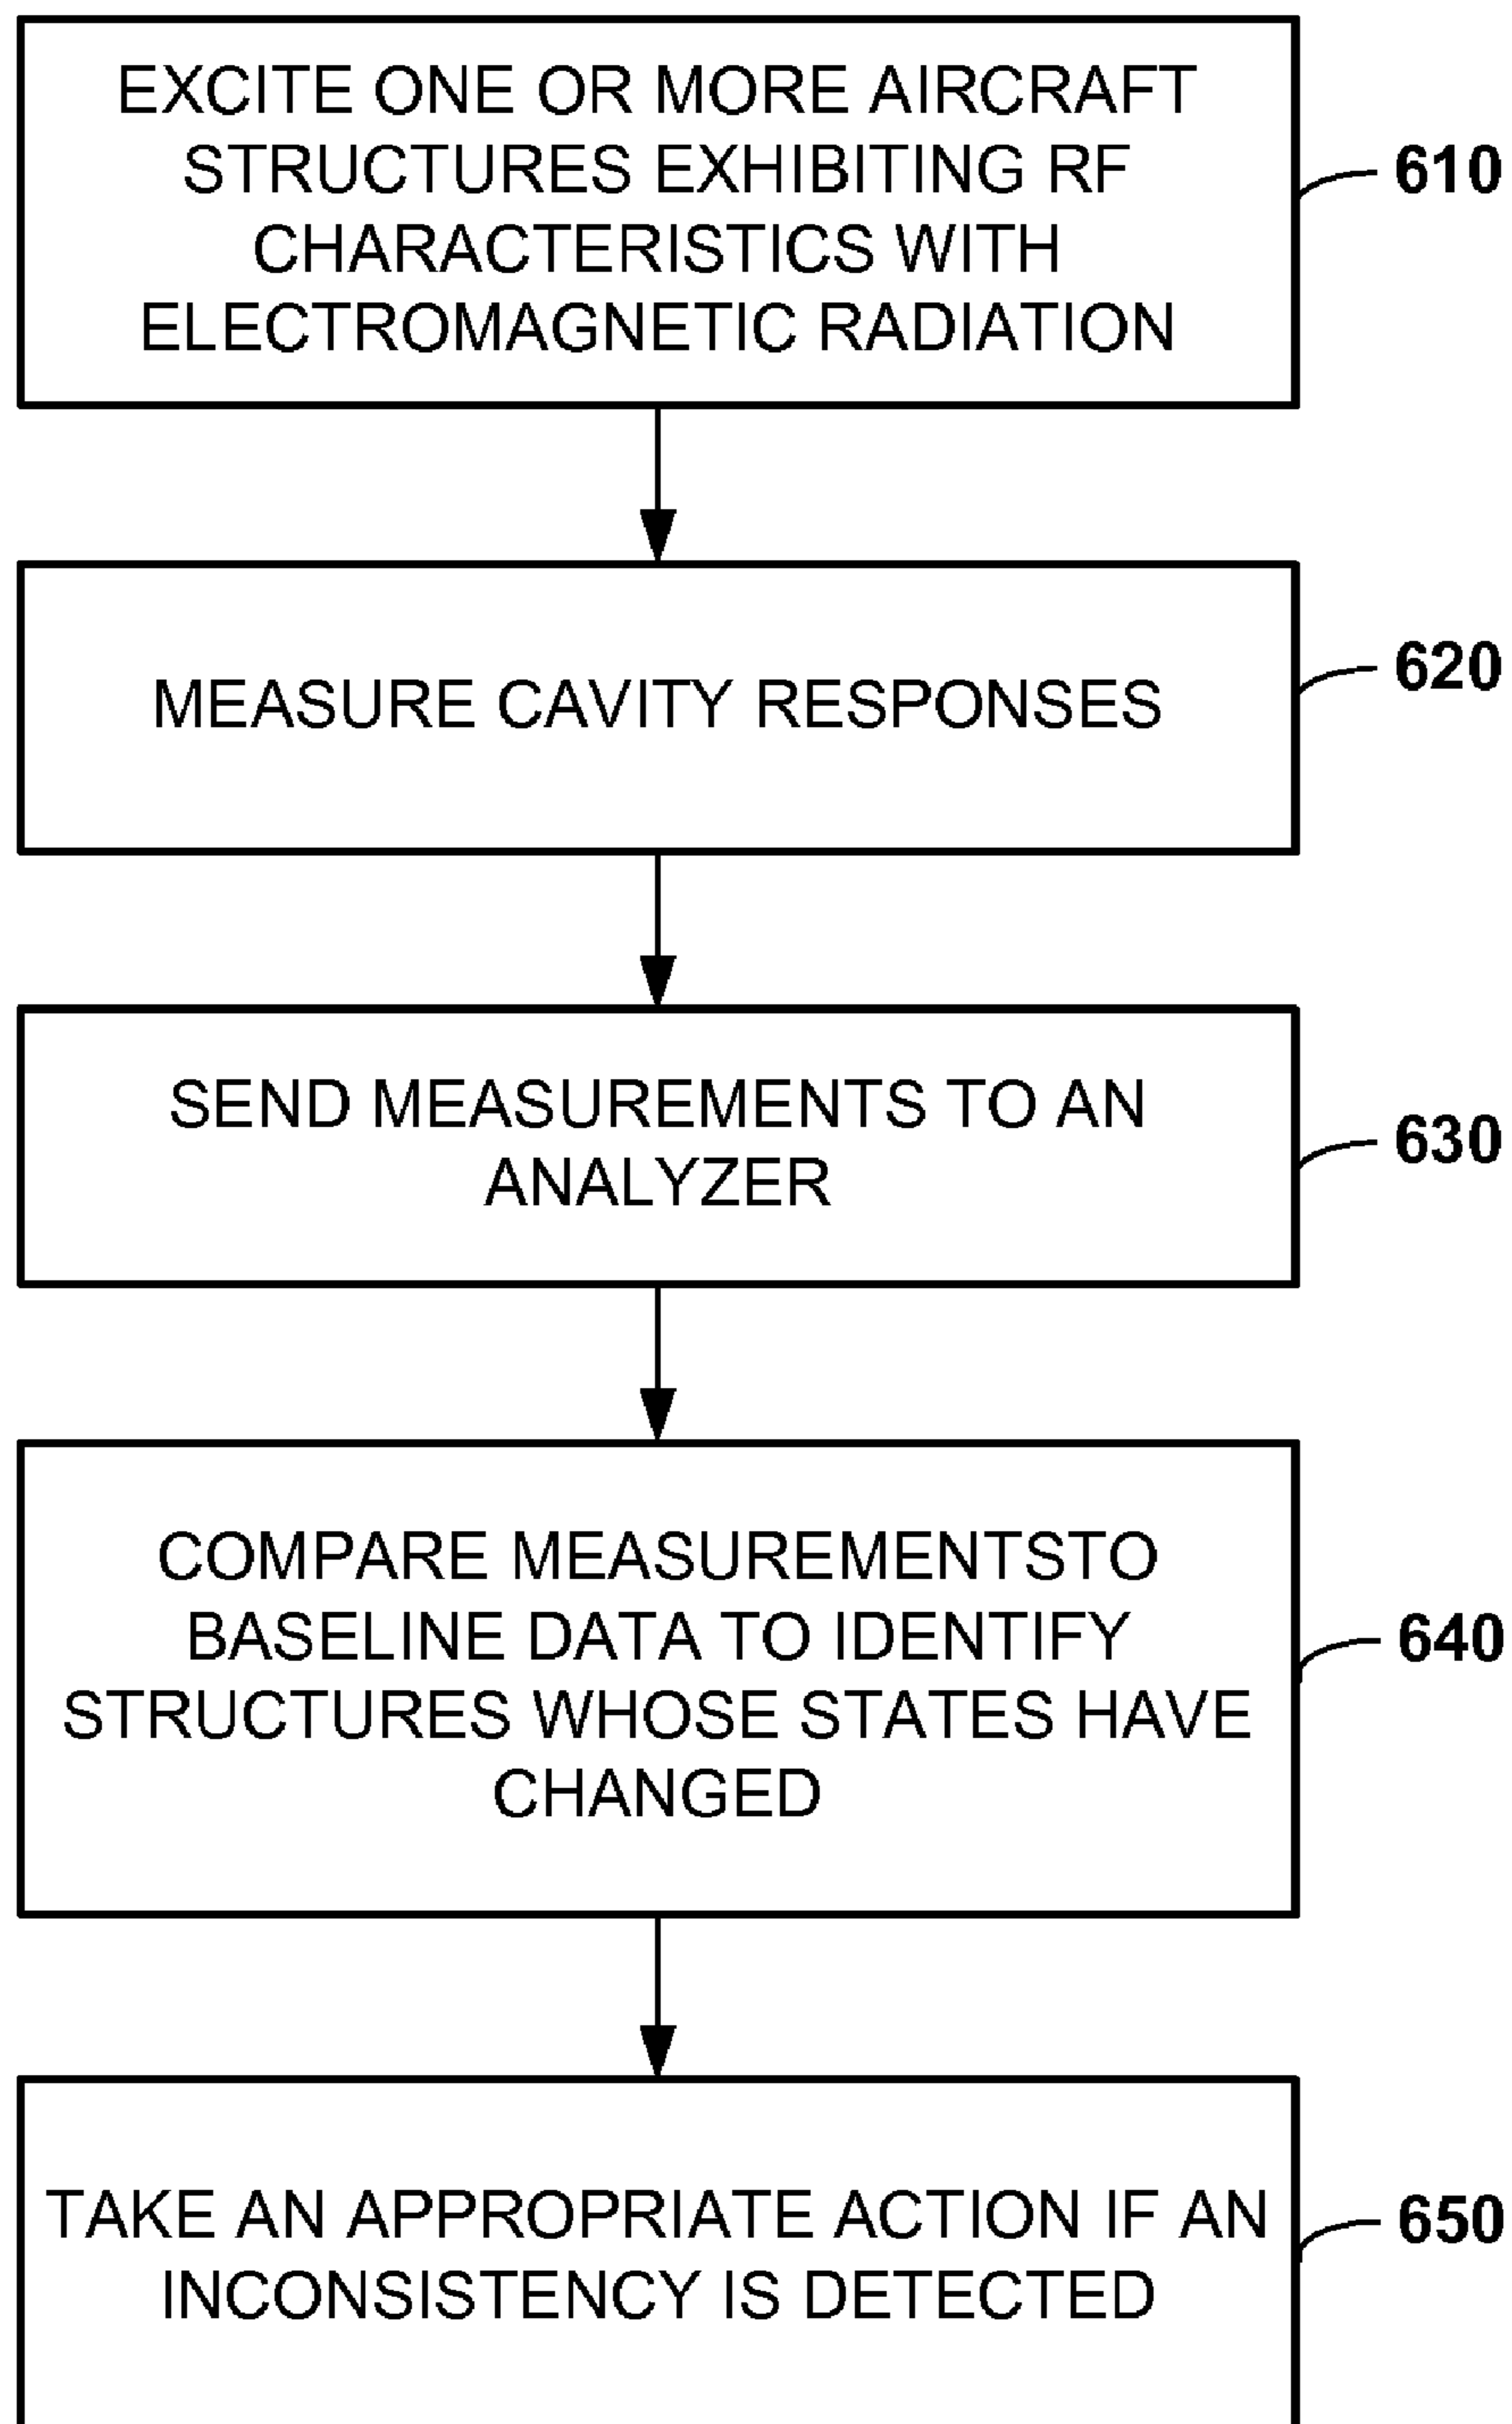 EXCITE ONE OR MORE AIRCRAFT
STRUCTURES EXHIBITING RF
CHARACTERISTICS WITH
ELECTROMAGNETIC RADIATION
610
MEASURE CAVITY RESPONSES
620
SEND MEASUREMENTS TO AN
ANALYZER
630
COMPARE MEASUREMENTSTO
BASELINE DATA TO IDENTIFY
STRUCTURES WHOSE STATES HAVE
CHANGED
640
TAKE AN APPROPRIATE ACTION IF AN
INCONSISTENCY IS DETECTED
650